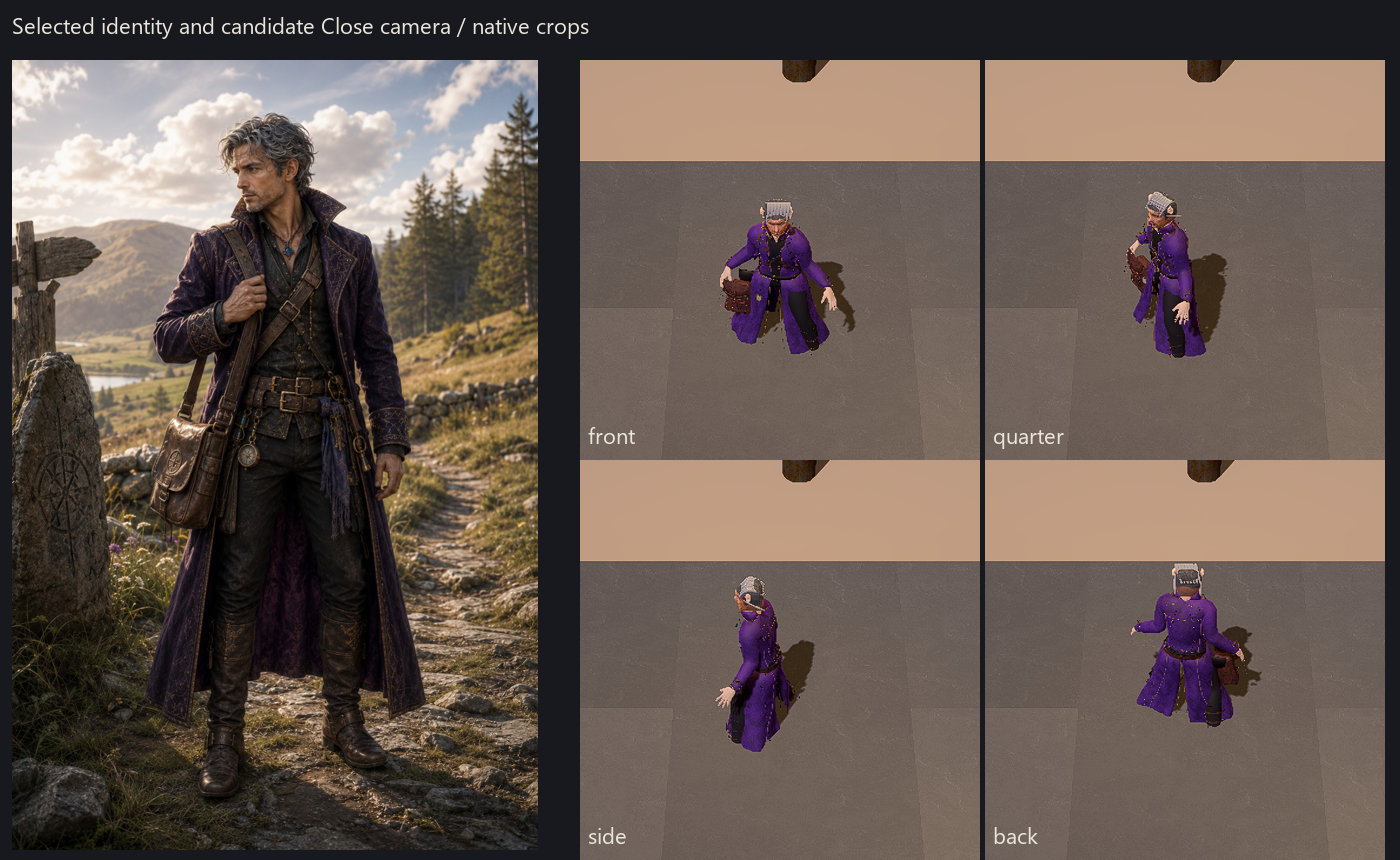 Selected identity and candidate Close camera / native crops
front
quarter
side
back